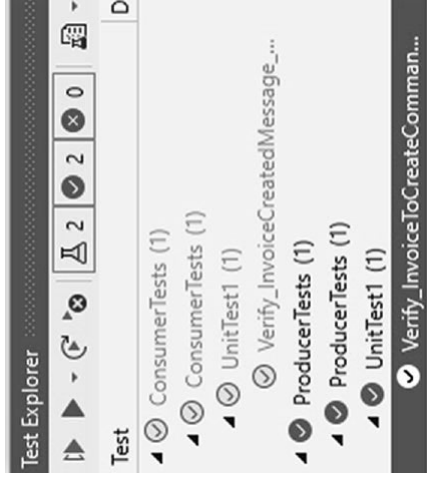 Test Explorer
2 2 0
Test D
ConsumerTests (1)
ConsumerTests (1)
UnitTest1 (1)
Verify_InvoiceCreatedMessage_...
ProducerTests (1)
ProducerTests (1)
UnitTest1 (1)
Verify_InvoiceToCreateComman...